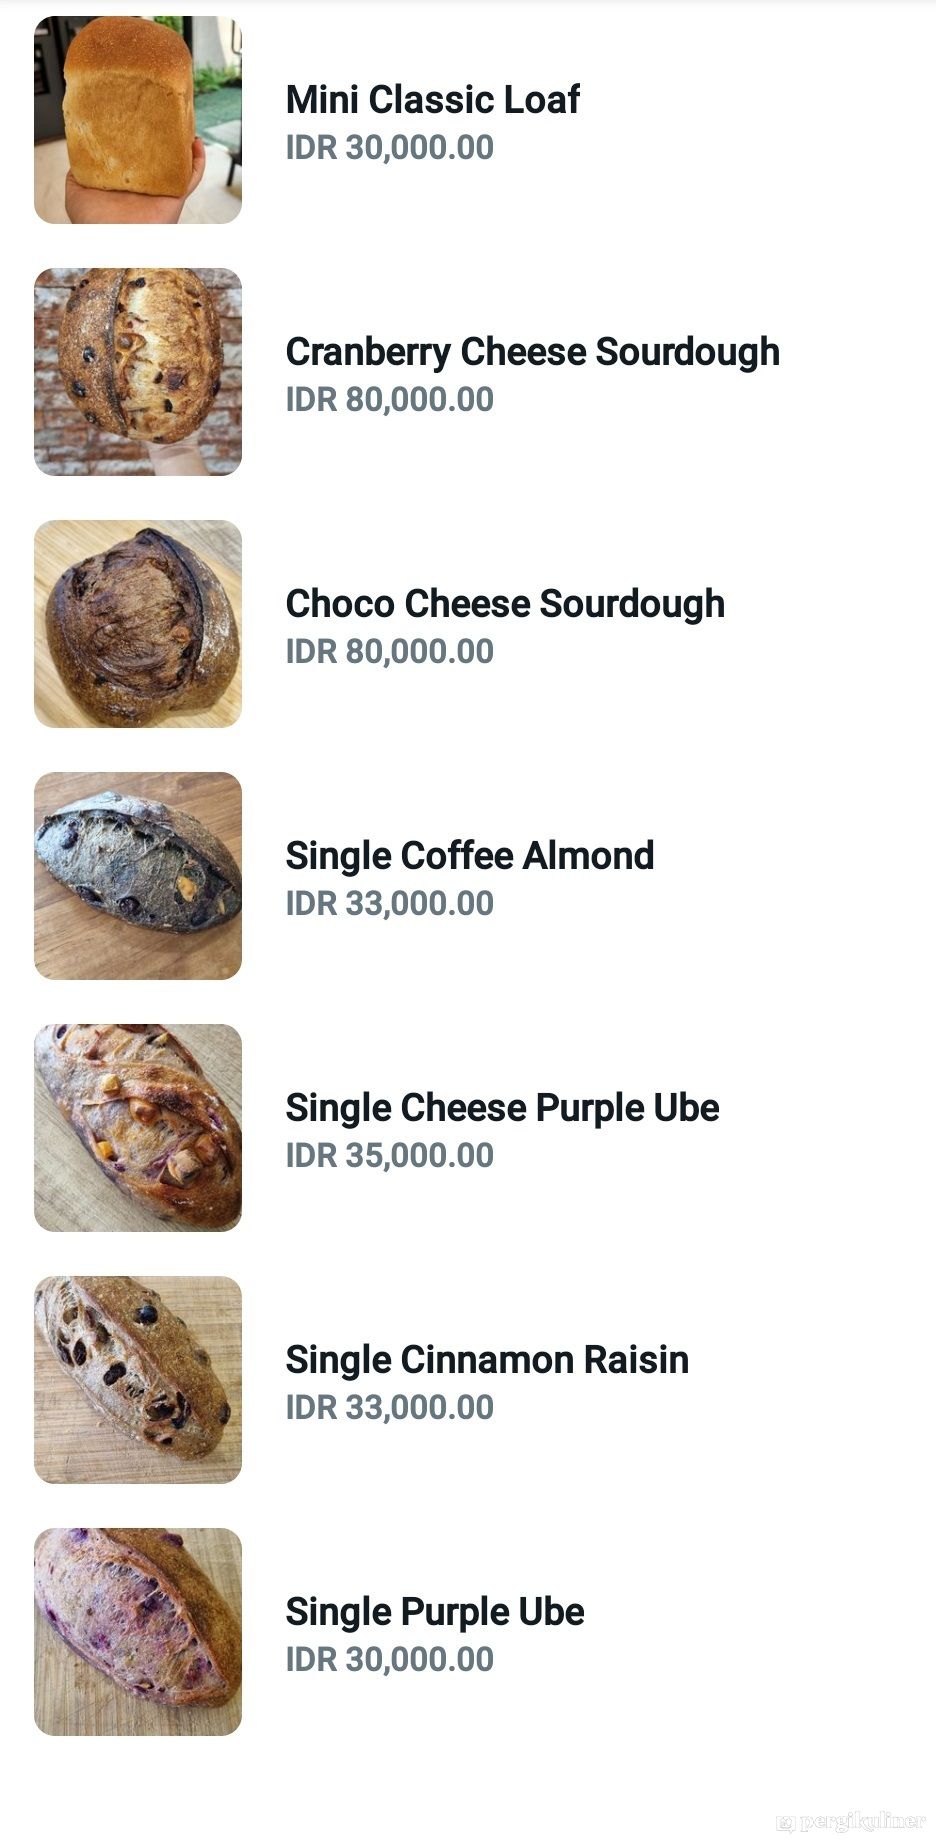 Mini Classic Loaf
IDR 30,000.00
Cranberry Cheese Sourdough
IDR 80,000.00
Choco Cheese Sourdough
IDR 80,000.00
Single Coffee Almond
IDR 33,000.00
Single Cheese Purple Ube
IDR 35,000.00
Single Cinnamon Raisin
IDR 33,000.00
Single Purple Ube
IDR 30,000.00
pergikuliner